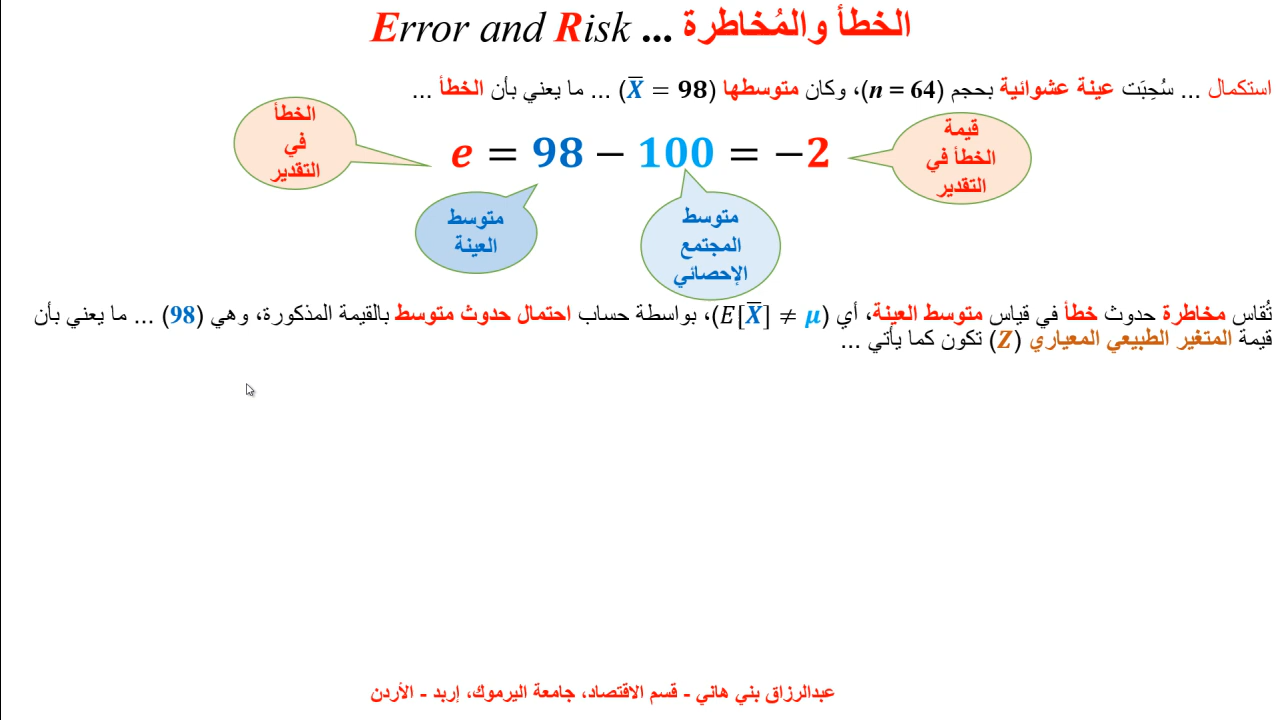 الخطأ والمُخاطرة ... Error and Risk
استكمال ... سُحِبَت عينة عشوائية بحجم (n = 64)، وكان متوسطها (X̅ = 98) ... ما يعني بأن الخطأ ...
الخطأ
في
التقدير
e = 98 − 100 = −2
قيمة
الخطأ في
التقدير
متوسط
العينة
متوسط
المجتمع
الإحصائي
تُقاس مخاطرة حدوث خطأ في قياس متوسط العينة، أي (E[X̅] ≠ μ)، بواسطة حساب احتمال حدوث متوسط بالقيمة المذكورة، وهي (98) ... ما يعني بأن
قيمة المتغير الطبيعي المعياري (Z) تكون كما يأتي ...
عبدالرزاق بني هاني - قسم الاقتصاد، جامعة اليرموك، إربد - الأردن